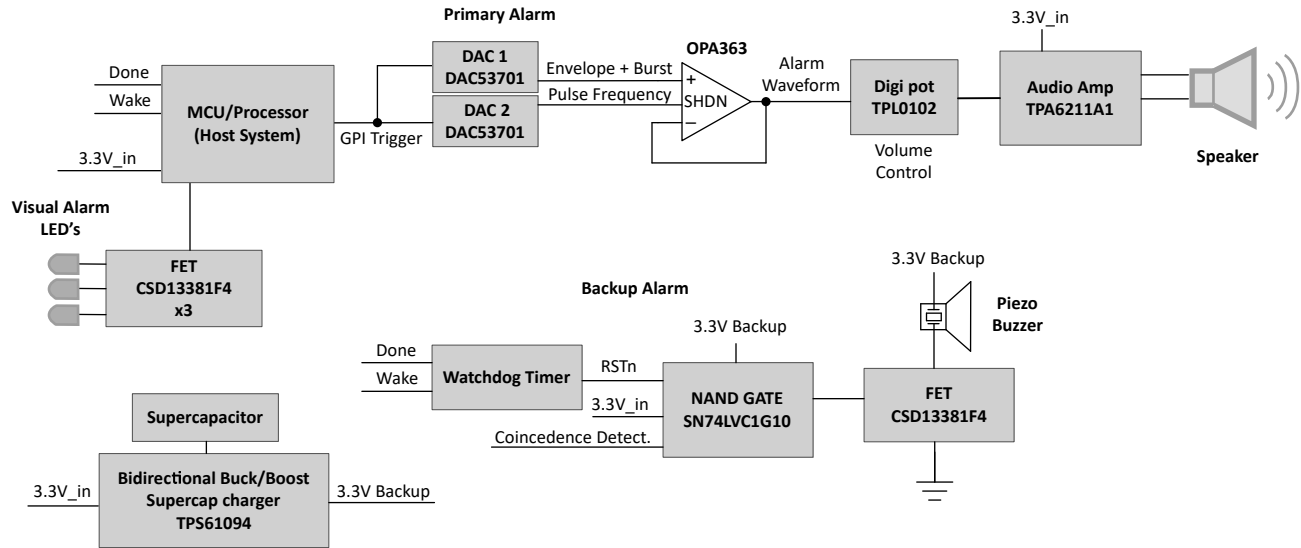 Primary Alarm
Done
Wake
3.3V_in
MCU/Processor
(Host System)
GPI Trigger
DAC 1
DAC53701
DAC 2
DAC53701
Envelope + Burst
Pulse Frequency
OPA363
+
SHDN
−
Alarm
Waveform
Digi pot
TPL0102
Volume
Control
3.3V_in
Audio Amp
TPA6211A1
Speaker
Visual Alarm
LED's
FET
CSD13381F4
x3
Backup Alarm
Done
Wake
Watchdog Timer
RSTn
3.3V_in
Coincedence Detect.
3.3V Backup
NAND GATE
SN74LVC1G10
3.3V Backup
Piezo
Buzzer
FET
CSD13381F4
Supercapacitor
3.3V_in
Bidirectional Buck/Boost
Supercap charger
TPS61094
3.3V Backup